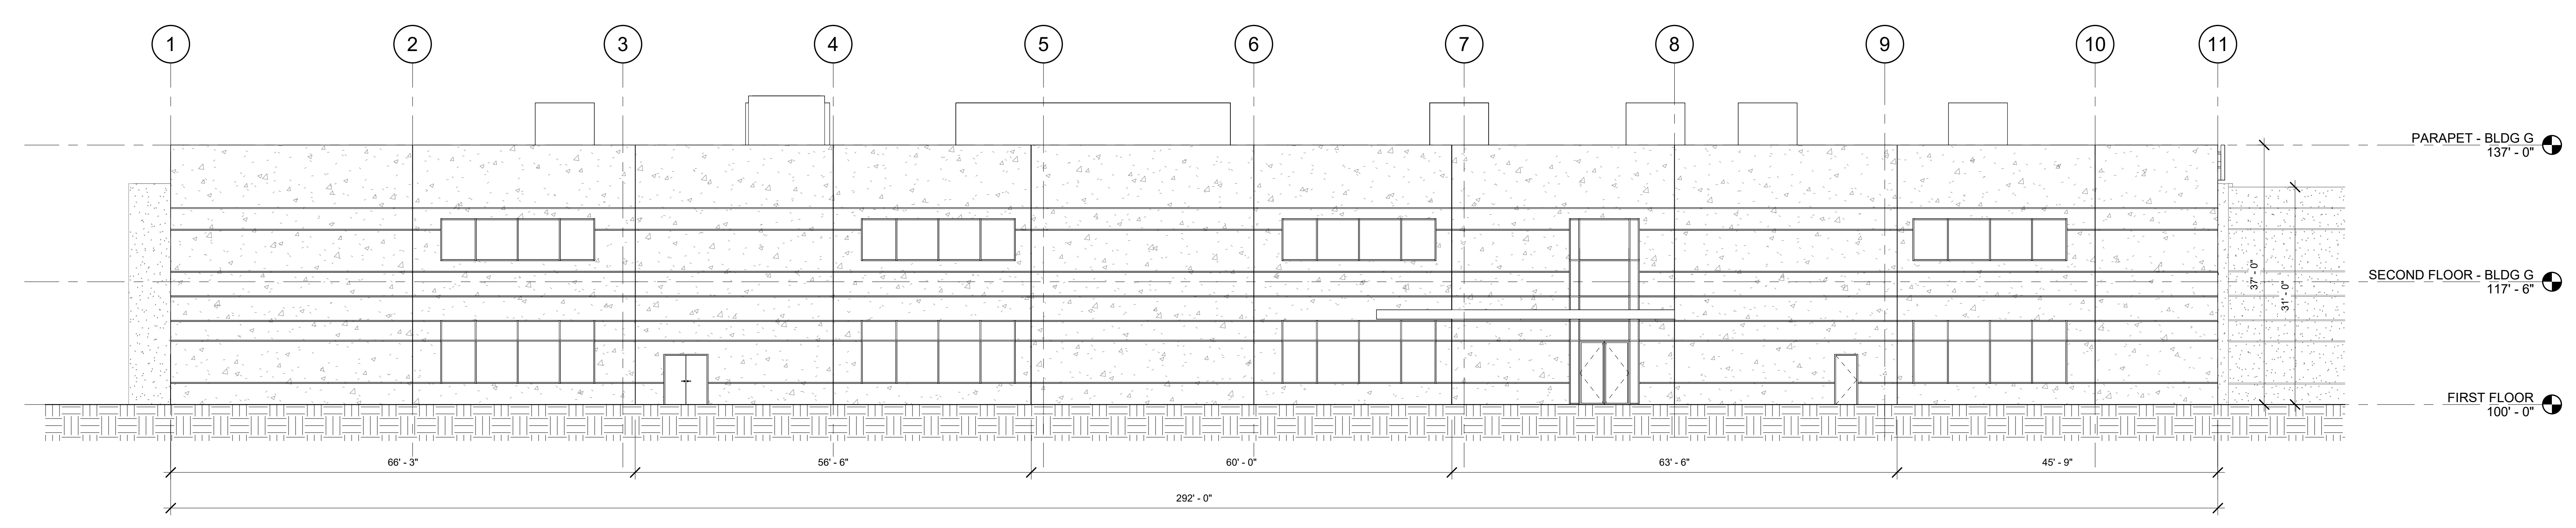 1 2 3 4 5 6 7 8 9 10 11
PARAPET - BLDG G
137' - 0"
SECOND FLOOR - BLDG G
117' - 6"
37' - 0"
31' - 0"
FIRST FLOOR
100' - 0"
66' - 3" 56' - 6" 60' - 0" 63' - 6" 45' - 9"
292' - 0"